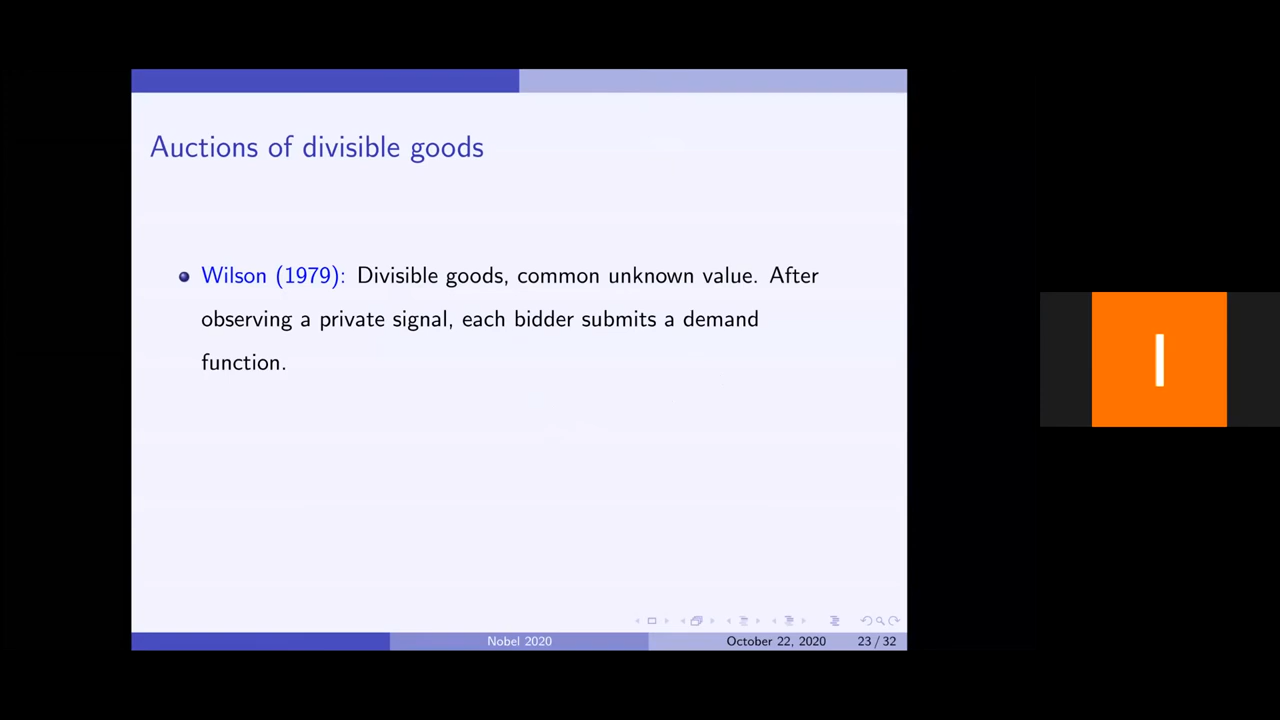 Auctions of divisible goods
Wilson (1979): Divisible goods, common unknown value. After
observing a private signal, each bidder submits a demand
function.
Nobel 2020
October 22, 2020
23 / 32
I